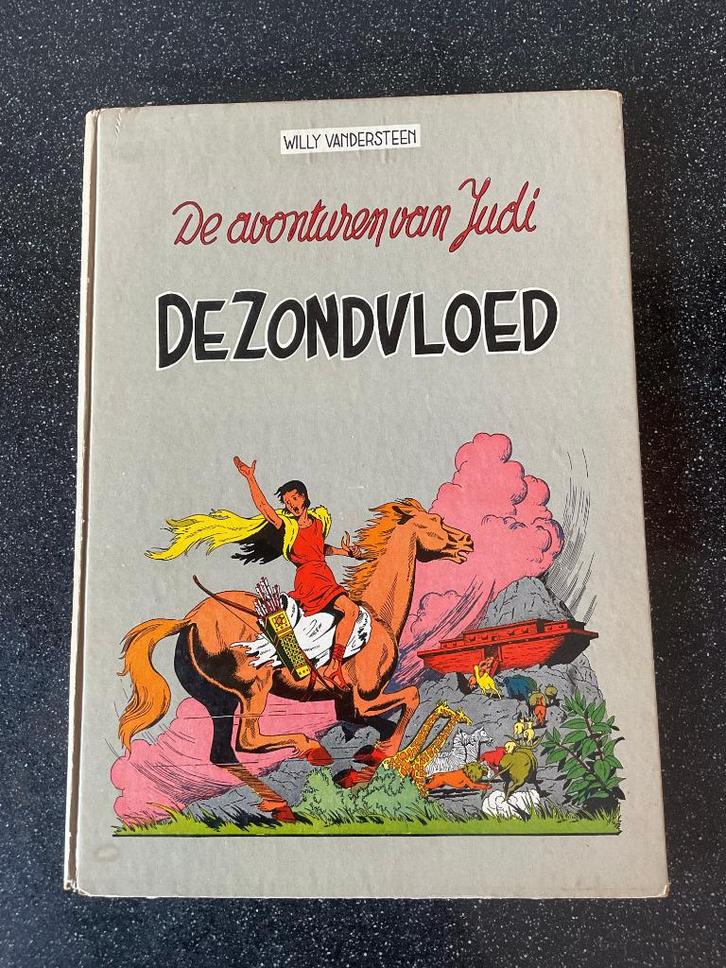 WILLY VANDERSTEEN
De avonturen van Judi
DE ZONDVLOED